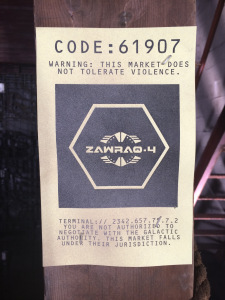 CODE:61907
WARNING: THIS MARKET DOES
NOT TOLERATE VIOLENCE.
ZAWRAQ-4
TERMINAL:// 2342.657.75.7.2
YOU ARE NOT AUTHORIZED TO
NEGOTIATE WITH THE GALACTIC
AUTHORITY. THIS MARKET FALLS
UNDER THEIR JURISDICTION.